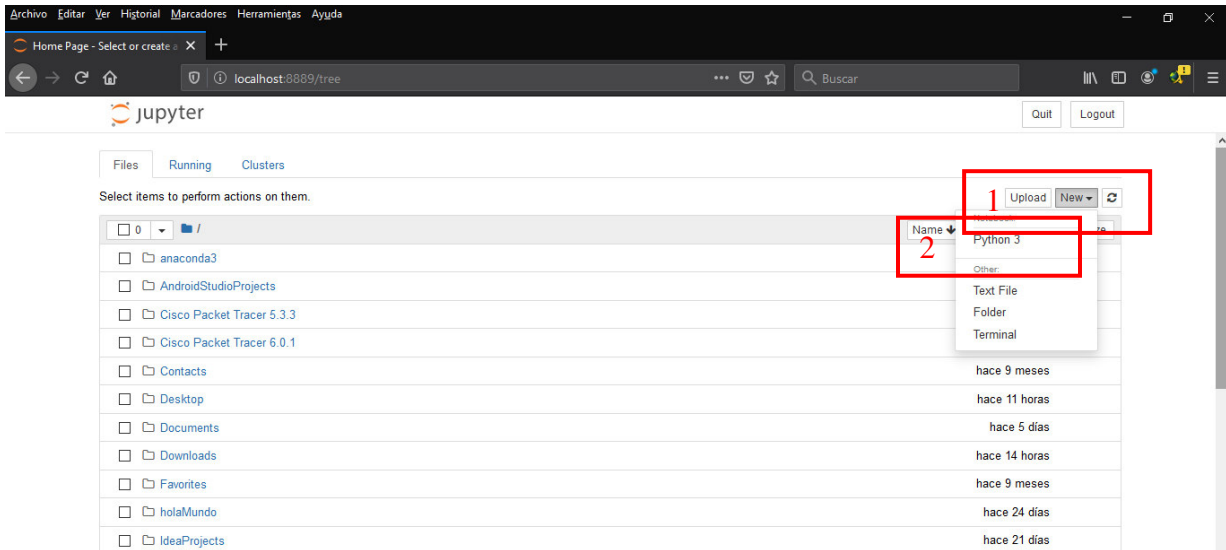 Archivo Editar Ver Historial Marcadores Herramientas Ayuda
Home Page - Select or create a
localhost:8889/tree
Buscar
jupyter
Quit Logout
Files Running Clusters
Select items to perform actions on them.
1 Upload New
0 / Name
Notebook:
2 Python 3
Other:
Text File
Folder
Terminal
anaconda3
AndroidStudioProjects
Cisco Packet Tracer 5.3.3
Cisco Packet Tracer 6.0.1
Contacts hace 9 meses
Desktop hace 11 horas
Documents hace 5 días
Downloads hace 14 horas
Favorites hace 9 meses
holaMundo hace 24 días
IdeaProjects hace 21 días